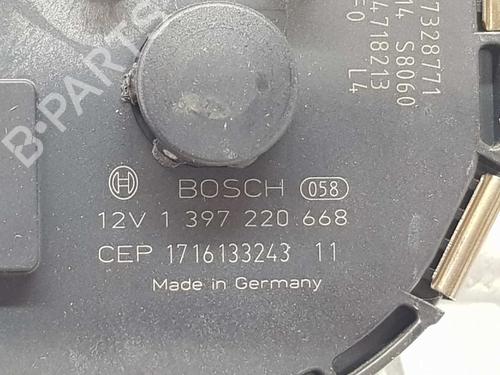 BOSCH 058
12V 1 397 220 668
CEP 1716133243 11
Made in Germany
7328771
14 S8060
4718213
L4
B-PARTS